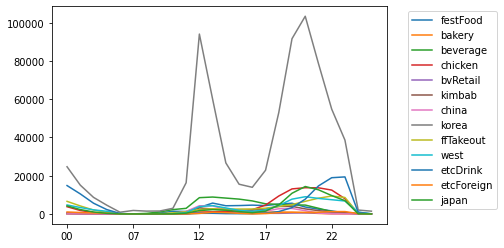 100000
80000
60000
40000
20000
0
00
07
12
17
22
festFood
bakery
beverage
chicken
bvRetail
kimbab
china
korea
ffTakeout
west
etcDrink
etcForeign
japan